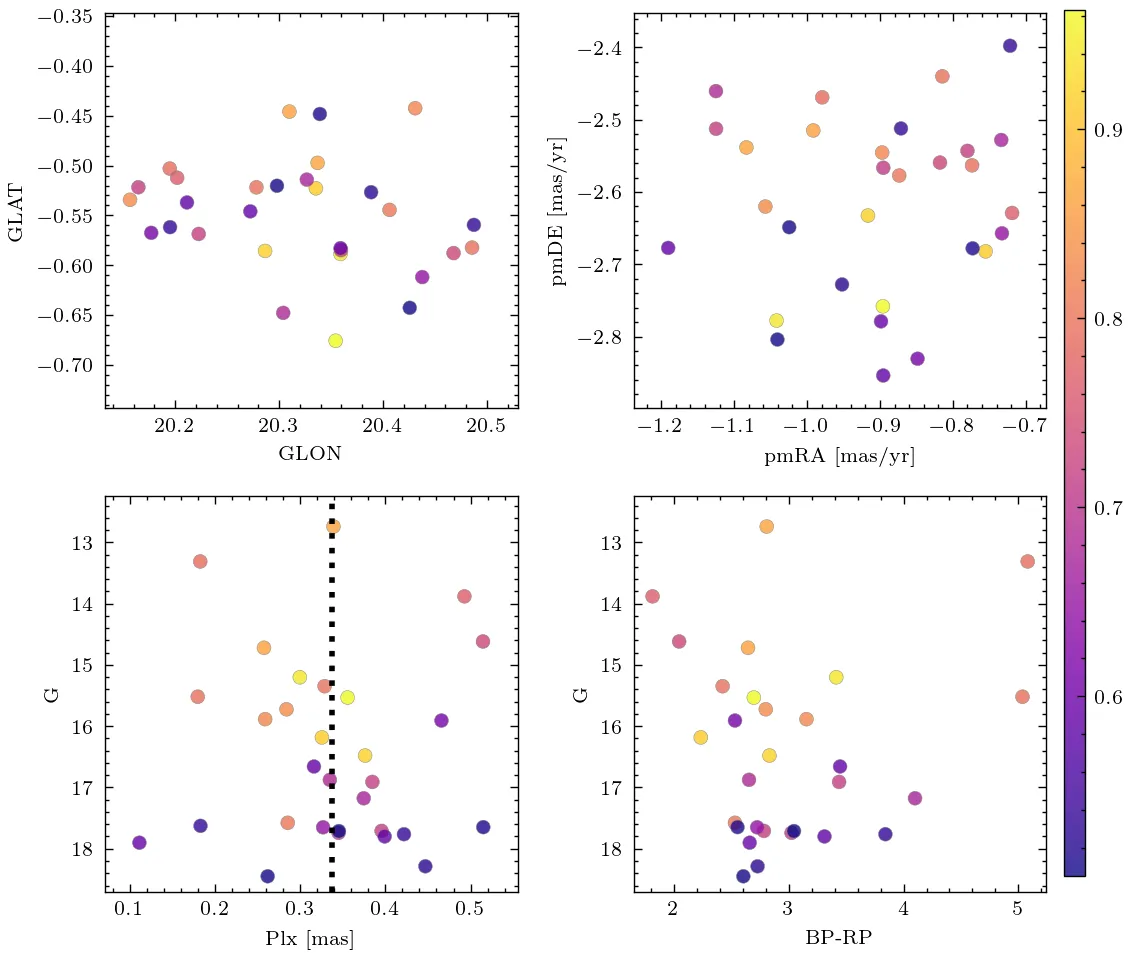 −0.35
−0.40
−0.45
−0.50
−0.55
−0.60
−0.65
−0.70
GLAT
20.2 20.3 20.4 20.5
GLON
−2.4
−2.5
−2.6
−2.7
−2.8
pmDE [mas/yr]
−1.2 −1.1 −1.0 −0.9 −0.8 −0.7
pmRA [mas/yr]
13
14
15
16
17
18
G
0.1 0.2 0.3 0.4 0.5
Plx [mas]
13
14
15
16
17
18
G
2 3 4 5
BP-RP
0.9
0.8
0.7
0.6